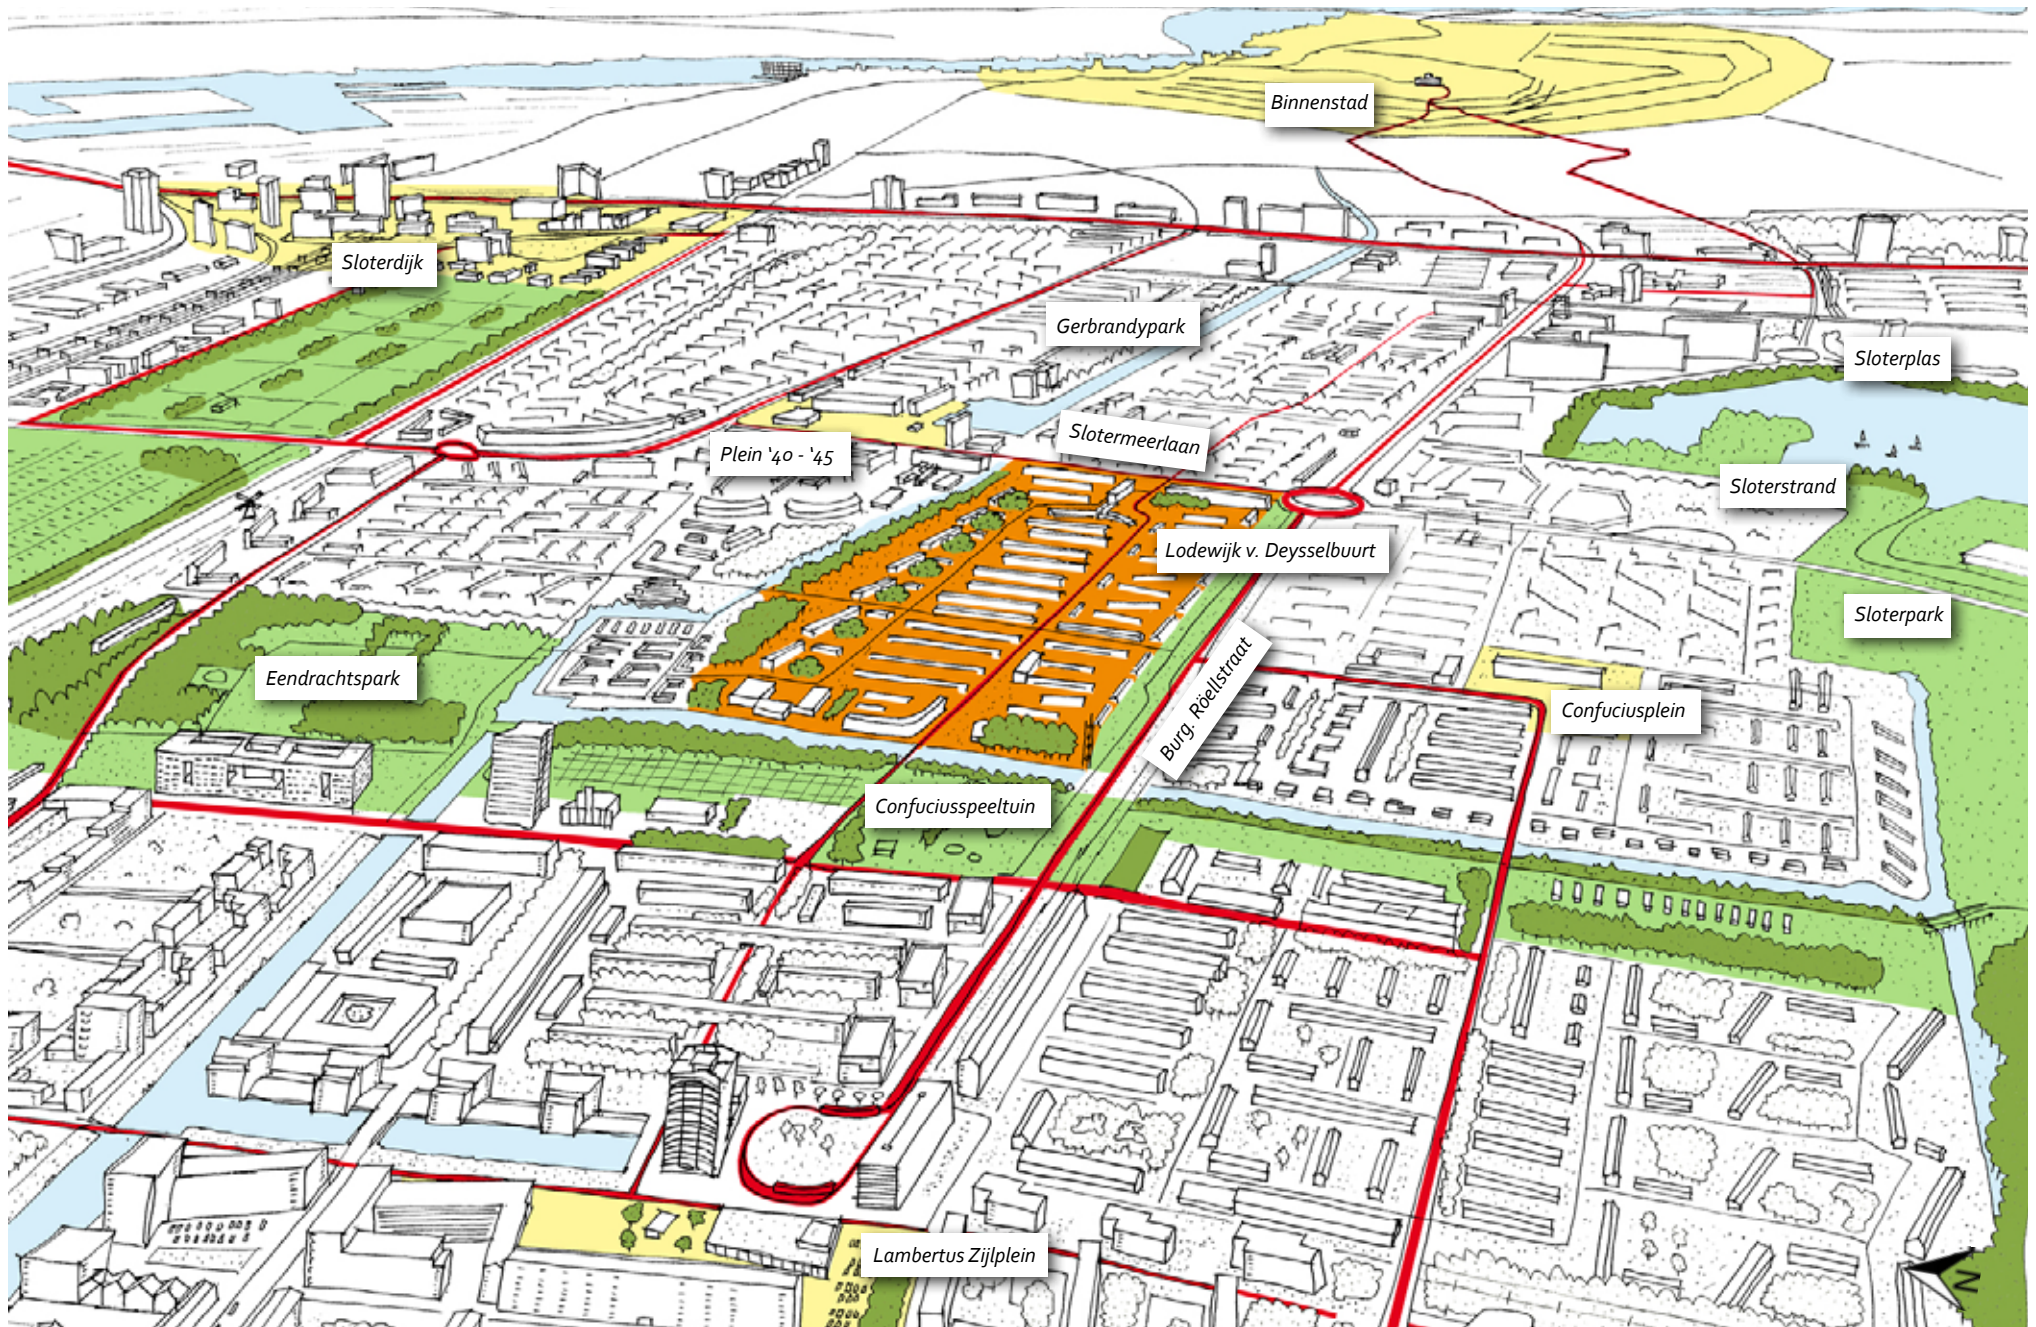 Binnenstad
Sloterdijk
Gerbrandypark
Sloterplas
Slotermeerlaan
Plein ‘40 - ‘45
Sloterstrand
Lodewijk v. Deysselbuurt
Sloterpark
Eendrachtspark
Burg. Röellstraat
Confuciusplein
Confuciusspeeltuin
Lambertus Zijlplein
N